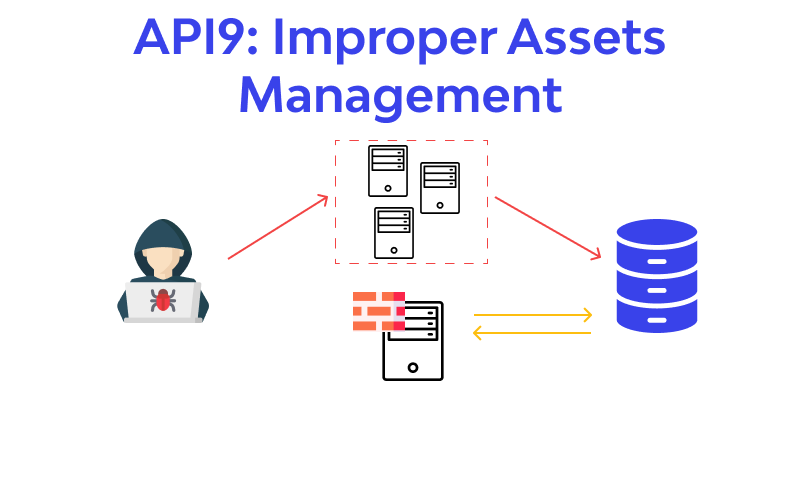 API9: Improper Assets
Management